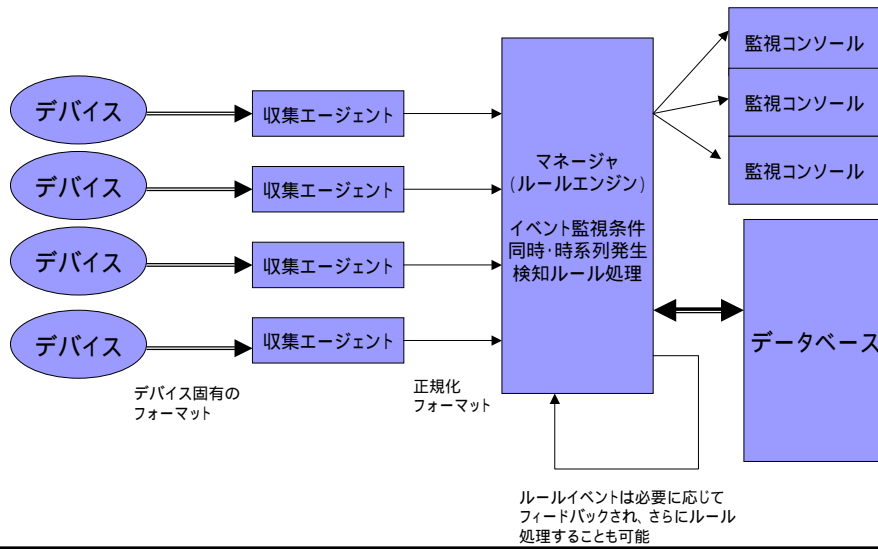 デバイス
デバイス
デバイス
デバイス
収集エージェント
収集エージェント
収集エージェント
収集エージェント
デバイス固有の
フォーマット
正規化
フォーマット
マネージャ
(ルールエンジン)
イベント監視条件
同時・時系列発生
検知ルール処理
監視コンソール
監視コンソール
監視コンソール
データベース
ルールイベントは必要に応じて
フィードバックされ、さらにルール
処理することも可能